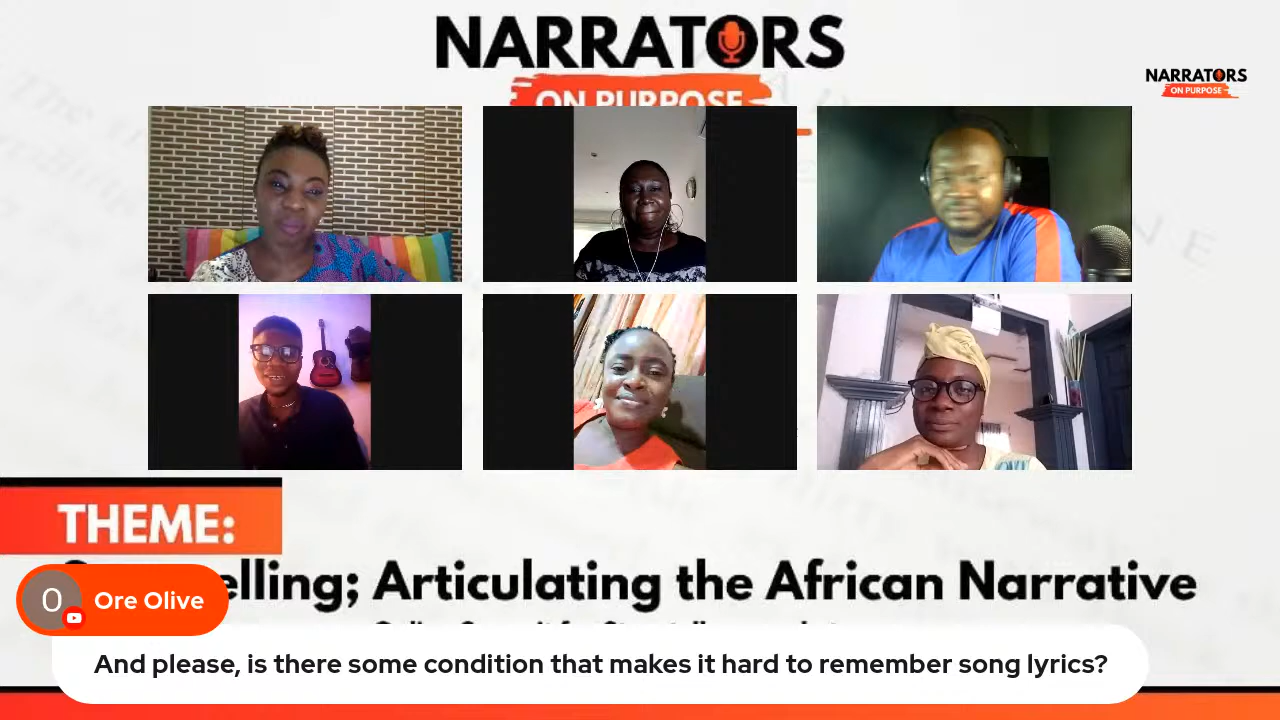 NARRATORS
ON PURPOSE
NARRATORS
ON PURPOSE
THEME:
elling; Articulating the African Narrative
O
Ore Olive
And please, is there some condition that makes it hard to remember song lyrics?